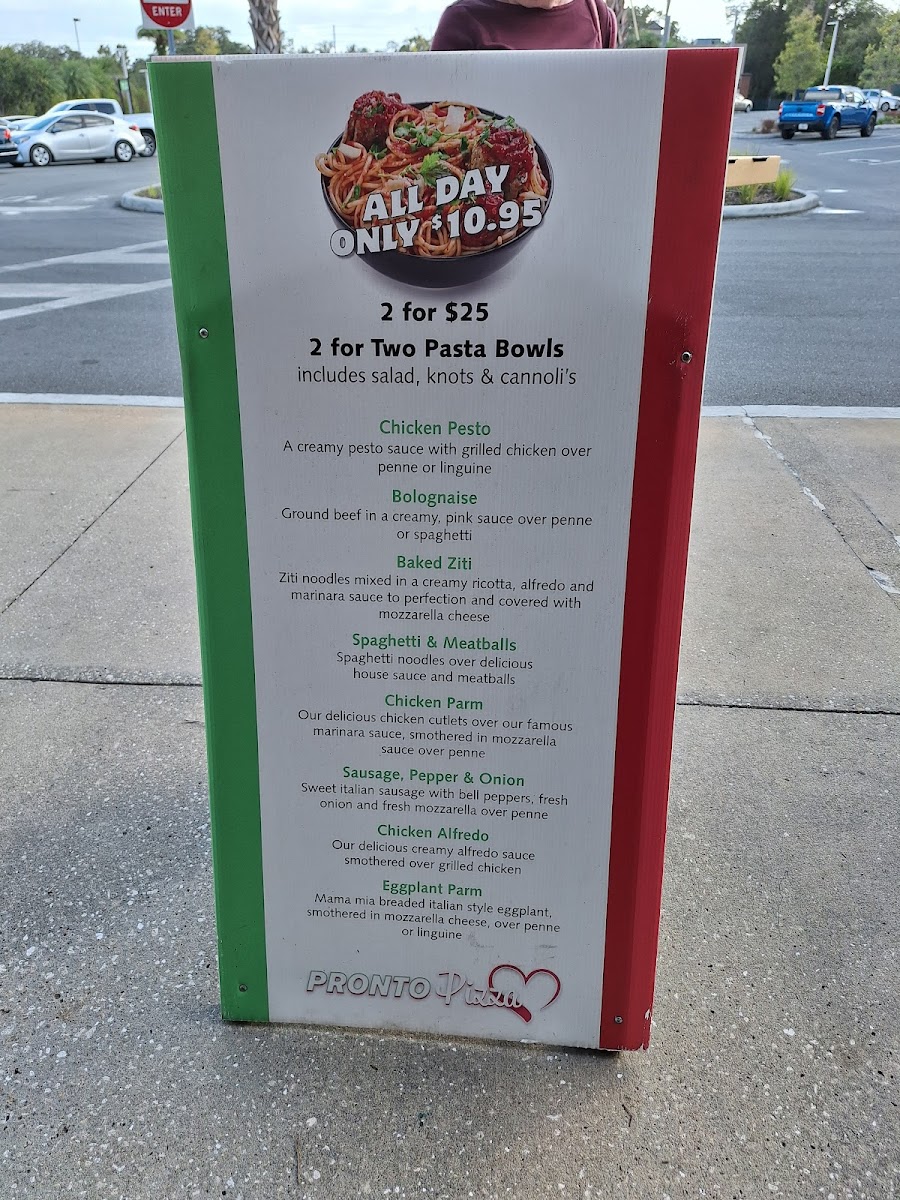 ENTER
ALL DAY
ONLY $10.95
2 for $25
2 for Two Pasta Bowls
includes salad, knots & cannoli's
Chicken Pesto
A creamy pesto sauce with grilled chicken over
penne or linguine
Bolognaise
Ground beef in a creamy, pink sauce over penne
or spaghetti
Baked Ziti
Ziti noodles mixed in a creamy ricotta, alfredo and
marinara sauce to perfection and covered with
mozzarella cheese
Spaghetti & Meatballs
Spaghetti noodles over delicious
house sauce and meatballs
Chicken Parm
Our delicious chicken cutlets over our famous
marinara sauce, smothered in mozzarella
sauce over penne
Sausage, Pepper & Onion
Sweet italian sausage with bell peppers, fresh
onion and fresh mozzarella over penne
Chicken Alfredo
Our delicious creamy alfredo sauce
smothered over grilled chicken
Eggplant Parm
Mama mia breaded italian style eggplant,
smothered in mozzarella cheese, over penne
or linguine
PRONTO Pizza